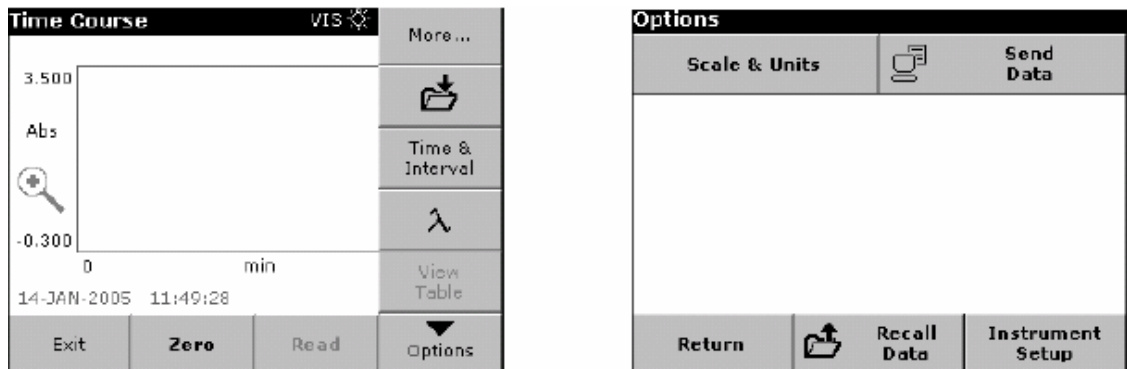 Time Course VIS
More...
3.500
Abs
Time &
Interval
-0.300
λ
0 min
View
Table
14-JAN-2005 11:49:28
Exit Zero Read Options
Options
Scale & Units
Send
Data
Return
Recall
Data
Instrument
Setup